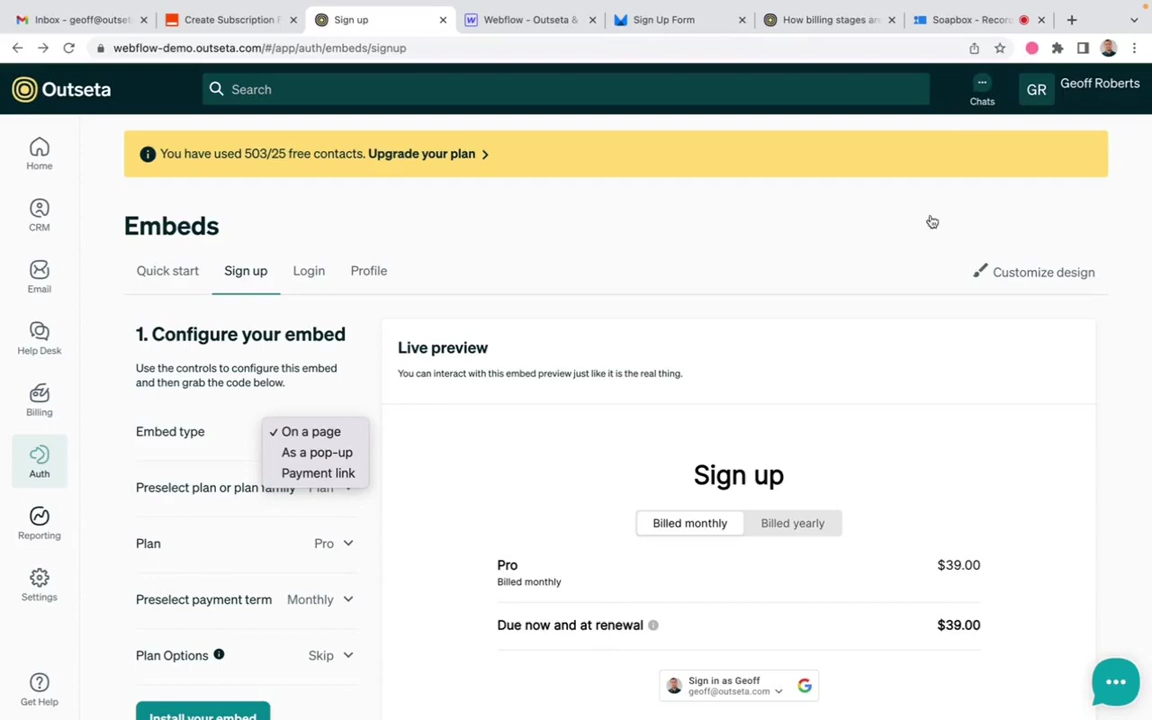 Inbox - geoff@outset
Create Subscription F
Sign up
Webflow - Outseta &
Sign Up Form
How billing stages are
Soapbox - Recor
webflow-demo.outseta.com/#/app/auth/embeds/signup
Outseta
Search
Chats
GR
Geoff Roberts
You have used 503/25 free contacts. Upgrade your plan
Home
CRM
Email
Help Desk
Billing
Auth
Reporting
Settings
Get Help
Embeds
Quick start
Sign up
Login
Profile
Customize design
1. Configure your embed
Use the controls to configure this embed
and then grab the code below.
Embed type
✓ On a page
As a pop-up
Payment link
Preselect plan or plan family Plan
Plan Pro
Preselect payment term Monthly
Plan Options Skip
Install your embed
Live preview
You can interact with this embed preview just like it is the real thing.
Sign up
Billed monthly Billed yearly
Pro $39.00
Billed monthly
Due now and at renewal $39.00
Sign in as Geoff
geoff@outseta.com